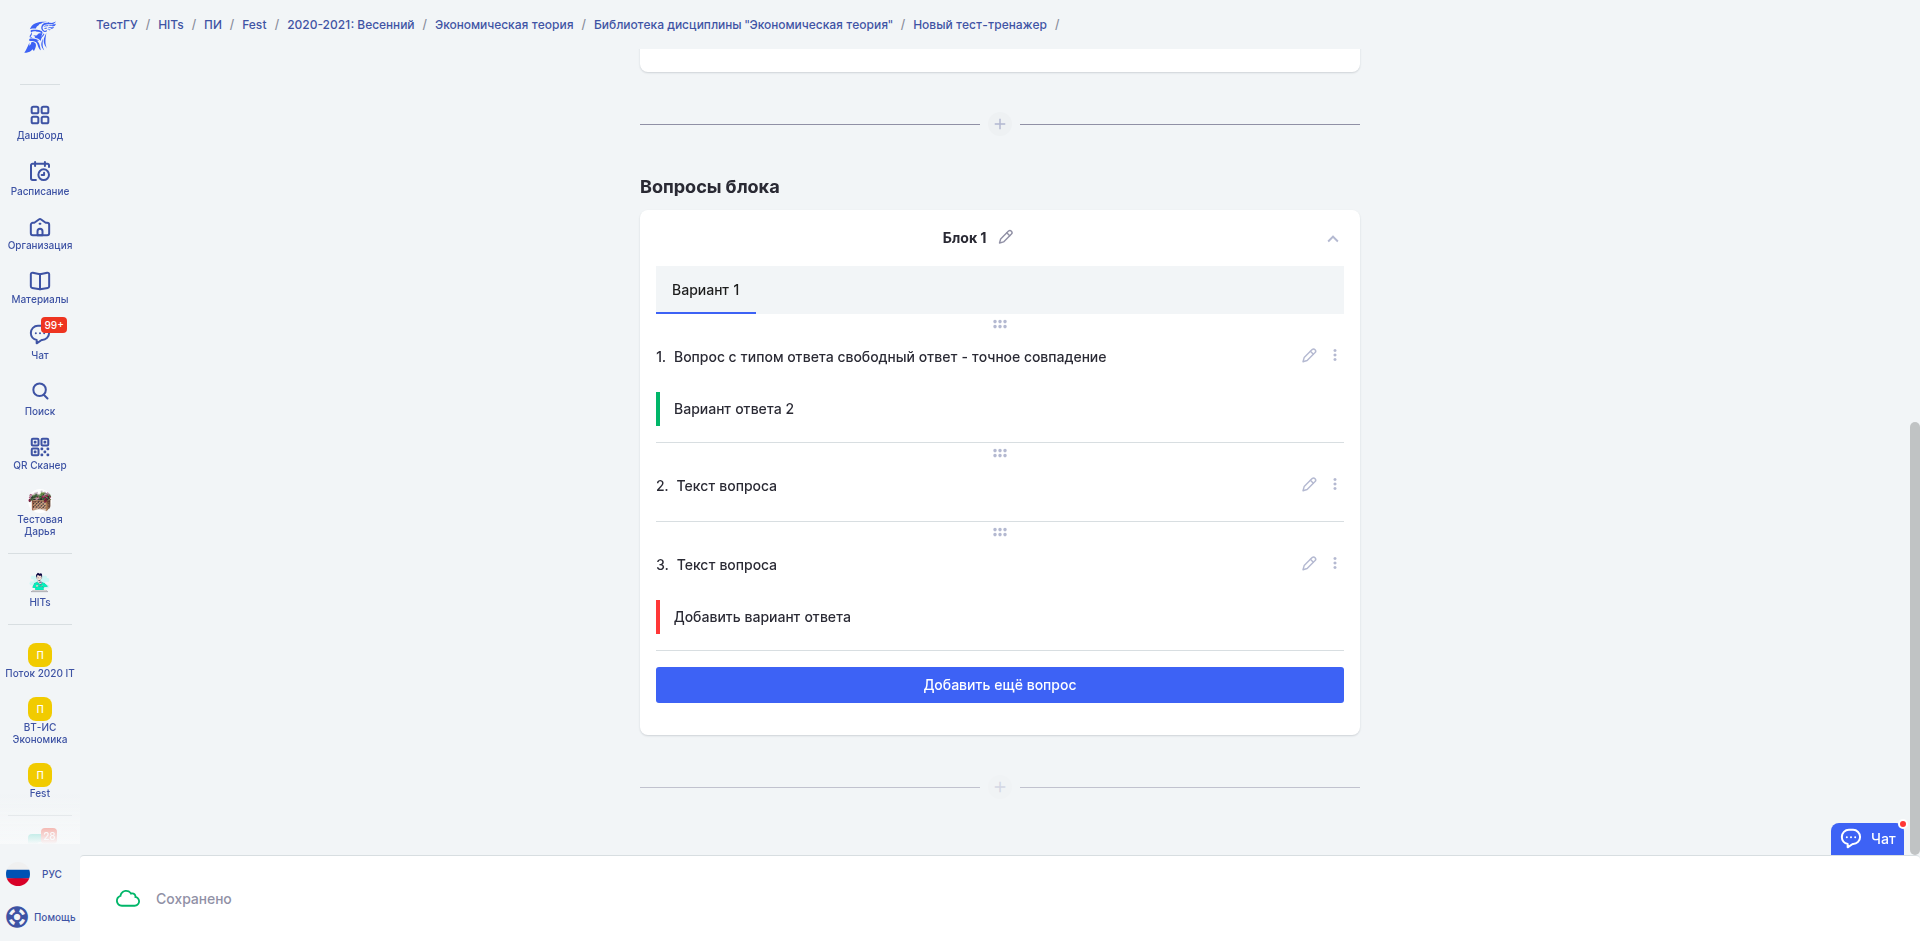 ТестГУ / HITs / ПИ / Fest / 2020-2021: Весенний / Экономическая теория / Библиотека дисциплины "Экономическая теория" / Новый тест-тренажер /
Дашборд
Расписание
Организация
Материалы
99+
Чат
Поиск
QR Сканер
Тестовая
Дарья
HITs
П
Поток 2020 IT
П
ВТ-ИС
Экономика
П
Fest
28
РУС
Помощь
Вопросы блока
Блок 1
Вариант 1
1. Вопрос с типом ответа свободный ответ - точное совпадение
Вариант ответа 2
2. Текст вопроса
3. Текст вопроса
Добавить вариант ответа
Добавить ещё вопрос
Чат
Сохранено